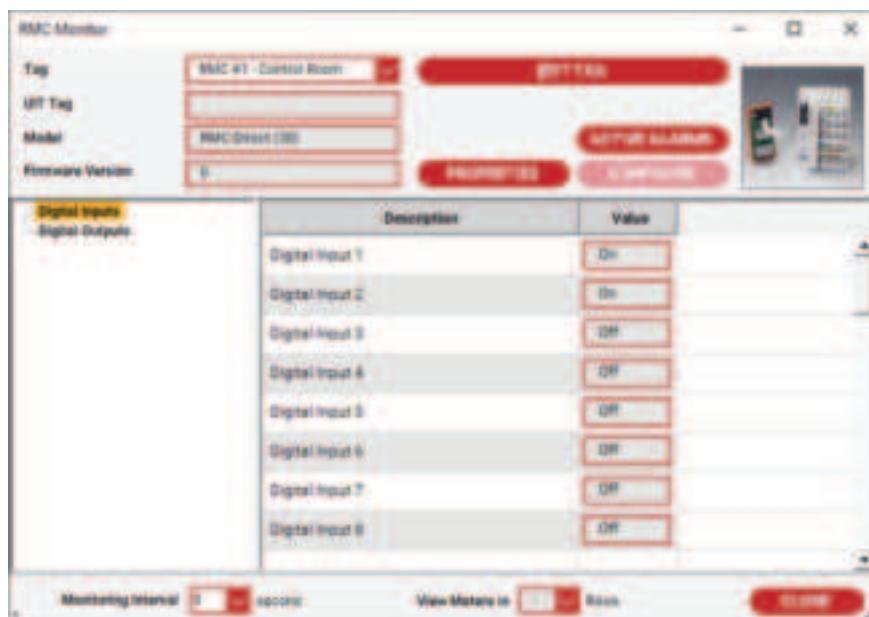 RMC Monitor
Tag RMC #1 - Control Room EDIT TAG
UIT Tag
Model RMC-Direct (3D) ACTIVE ALARMS
Firmware Version 0 PROPERTIES
Digital Inputs Description Value
Digital Outputs
Digital Input 1 On
Digital Input 2 On
Digital Input 3 Off
Digital Input 4 Off
Digital Input 5 Off
Digital Input 6 Off
Digital Input 7 Off
Digital Input 8 Off
Monitoring Interval second View Meters in Rows CLOSE